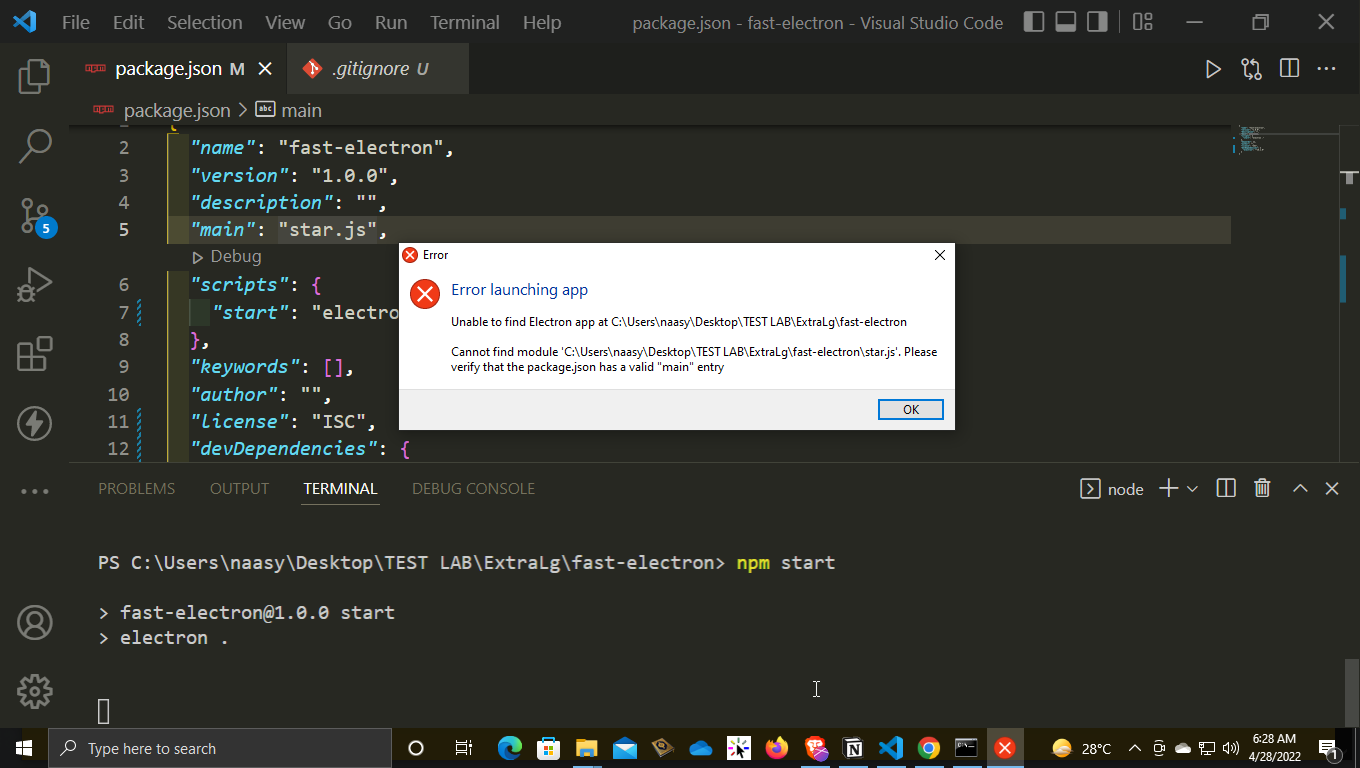 File Edit Selection View Go Run Terminal Help package.json - fast-electron - Visual Studio Code
package.json M .gitignore U
package.json > abc main
{
2 "name": "fast-electron",
3 "version": "1.0.0",
4 "description": "",
5 "main": "star.js",
Debug
6 "scripts": {
7 "start": "electro
8 },
9 "keywords": [],
10 "author": "",
11 "license": "ISC",
12 "devDependencies": {
Error
Error launching app
Unable to find Electron app at C:\Users\naasy\Desktop\TEST LAB\ExtraLg\fast-electron
Cannot find module 'C:\Users\naasy\Desktop\TEST LAB\ExtraLg\fast-electron\star.js'. Please
verify that the package.json has a valid "main" entry
OK
5
PROBLEMS OUTPUT TERMINAL DEBUG CONSOLE node
PS C:\Users\naasy\Desktop\TEST LAB\ExtraLg\fast-electron> npm start
> fast-electron@1.0.0 start
> electron .
Type here to search 28°C 6:28 AM
4/28/2022 1